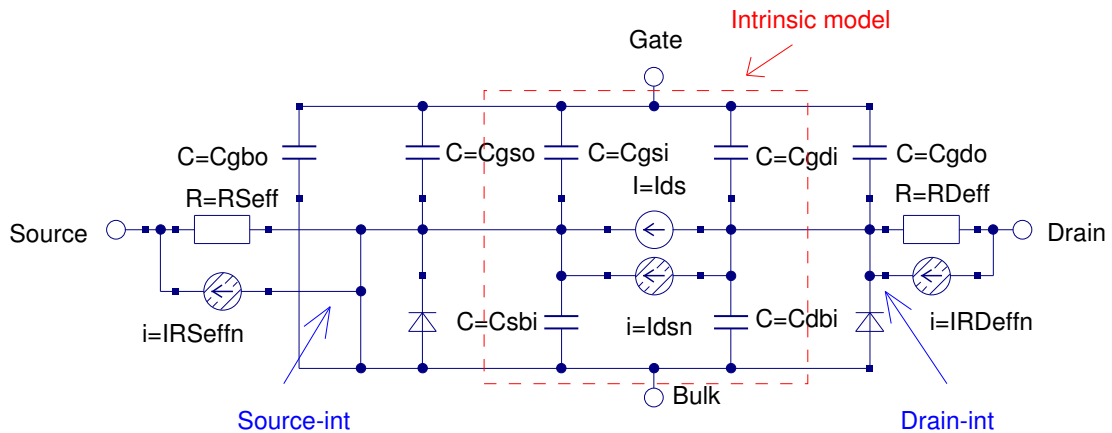 Intrinsic model
Gate
C=Cgbo
C=Cgso
C=Cgsi
C=Cgdi
C=Cgdo
R=RSeff
I=Ids
R=RDeff
Source
Drain
i=IRSeffn
C=Csbi
i=Idsn
C=Cdbi
i=IRDeffn
Bulk
Source-int
Drain-int